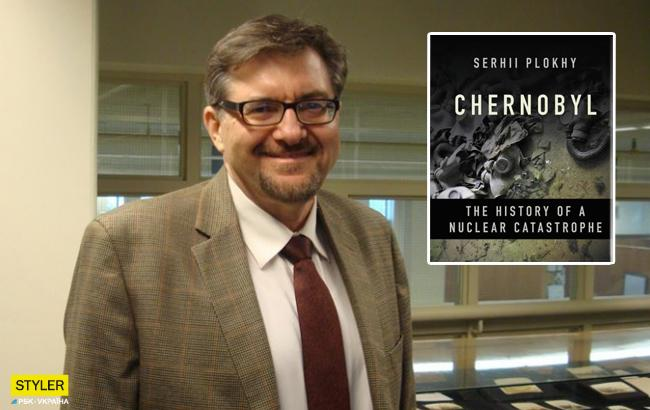 SERHII PLOKHY
CHERNOBYL
THE HISTORY OF A
NUCLEAR CATASTROPHE
STYLER
РБК-УКРАЇНА